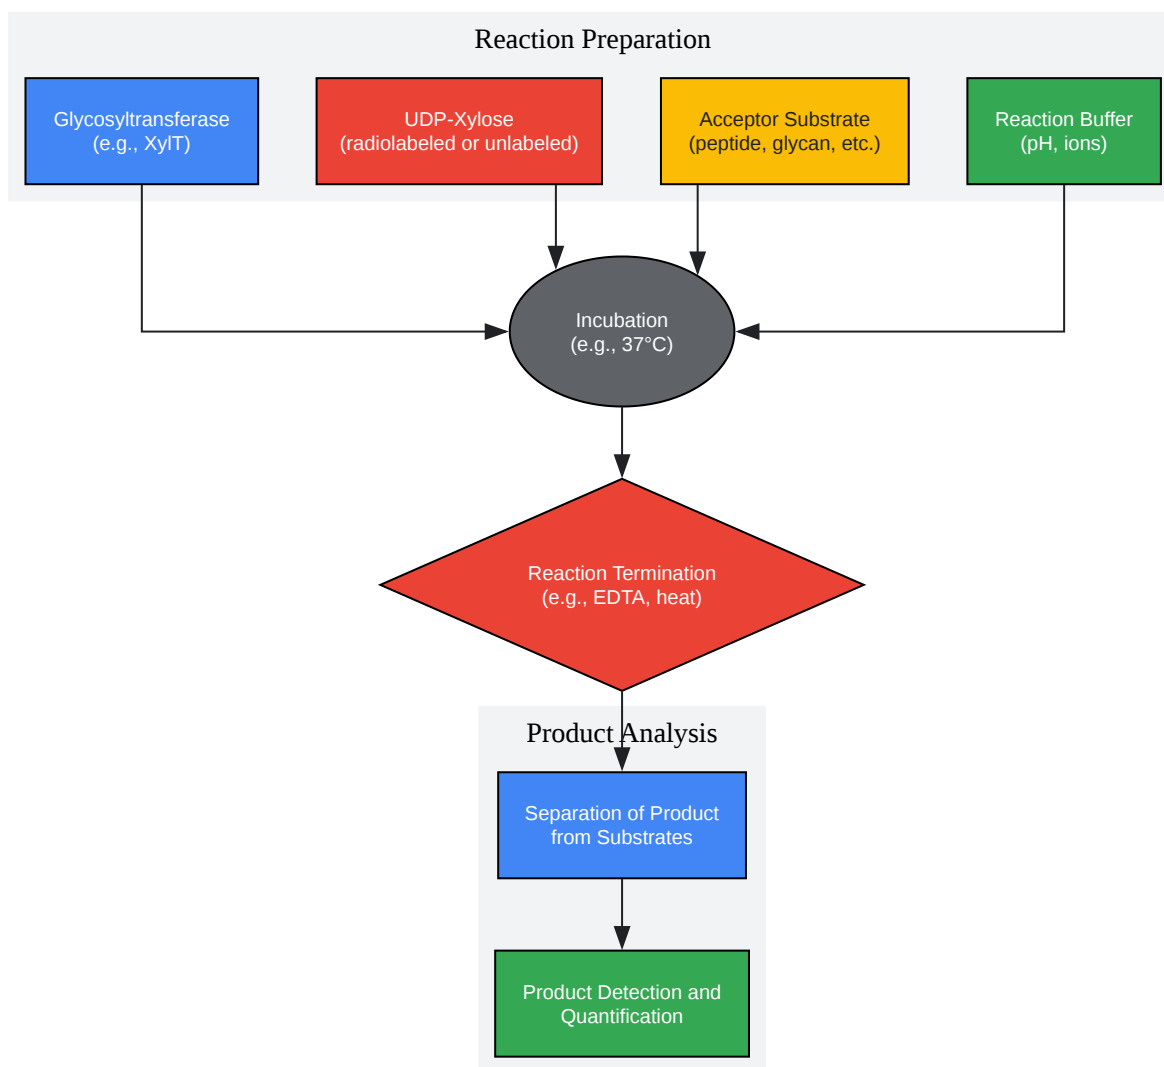 Reaction Preparation
Glycosyltransferase
(e.g., XylT)
UDP-Xylose
(radiolabeled or unlabeled)
Acceptor Substrate
(peptide, glycan, etc.)
Reaction Buffer
(pH, ions)
Incubation
(e.g., 37°C)
Reaction Termination
(e.g., EDTA, heat)
Product Analysis
Separation of Product
from Substrates
Product Detection and
Quantification